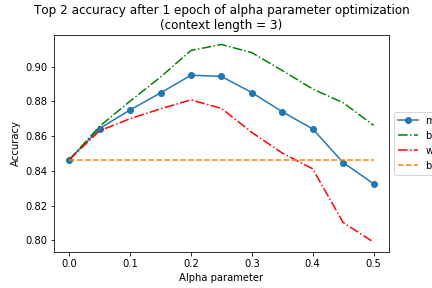 Top 2 accuracy after 1 epoch of alpha parameter optimization
(context length = 3)
Accuracy
0.90
0.88
0.86
0.84
0.82
0.80
0.0 0.1 0.2 0.3 0.4 0.5
Alpha parameter